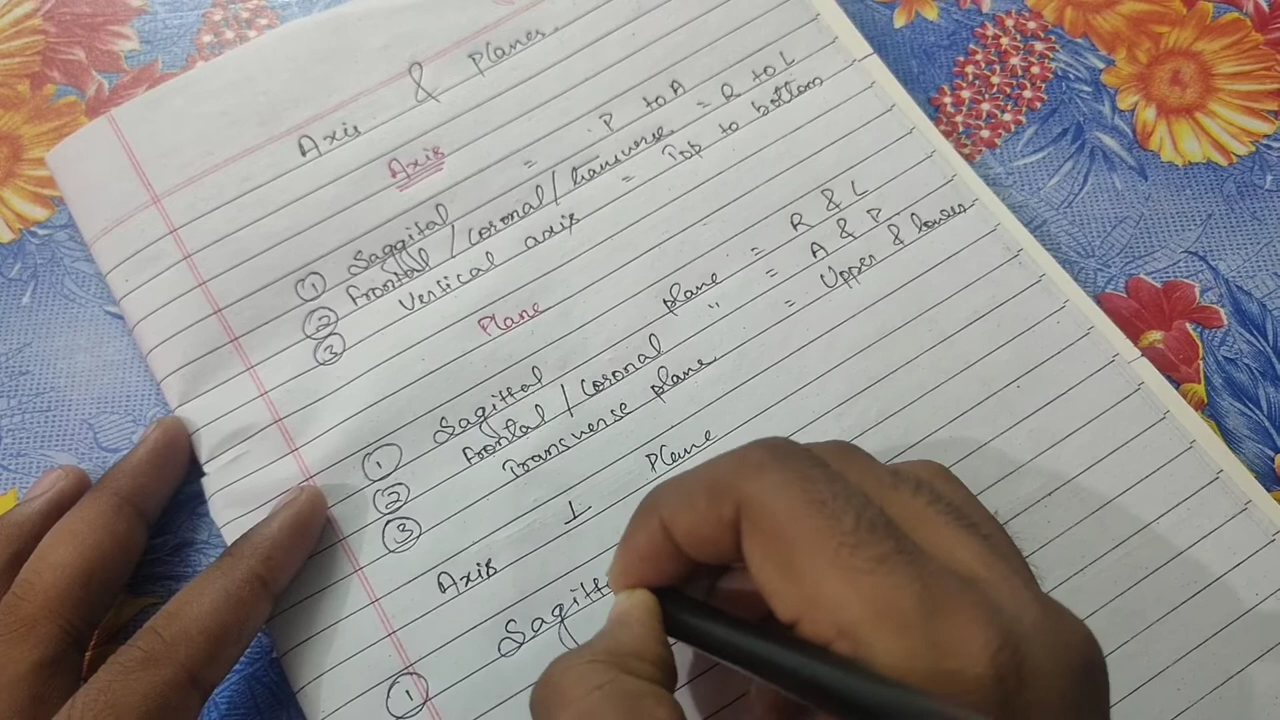 Axis & Planes.
Axis
① Saggital = P to A
② Frontal / Coronal / transverse = R to L
③ Vertical axis = Top to bottom
Plane
① Sagittal plane = R & L
② Frontal / Coronal " = A & P
③ Transverse plane = Upper & lower
Axis ⊥ Plane
① Sagitt